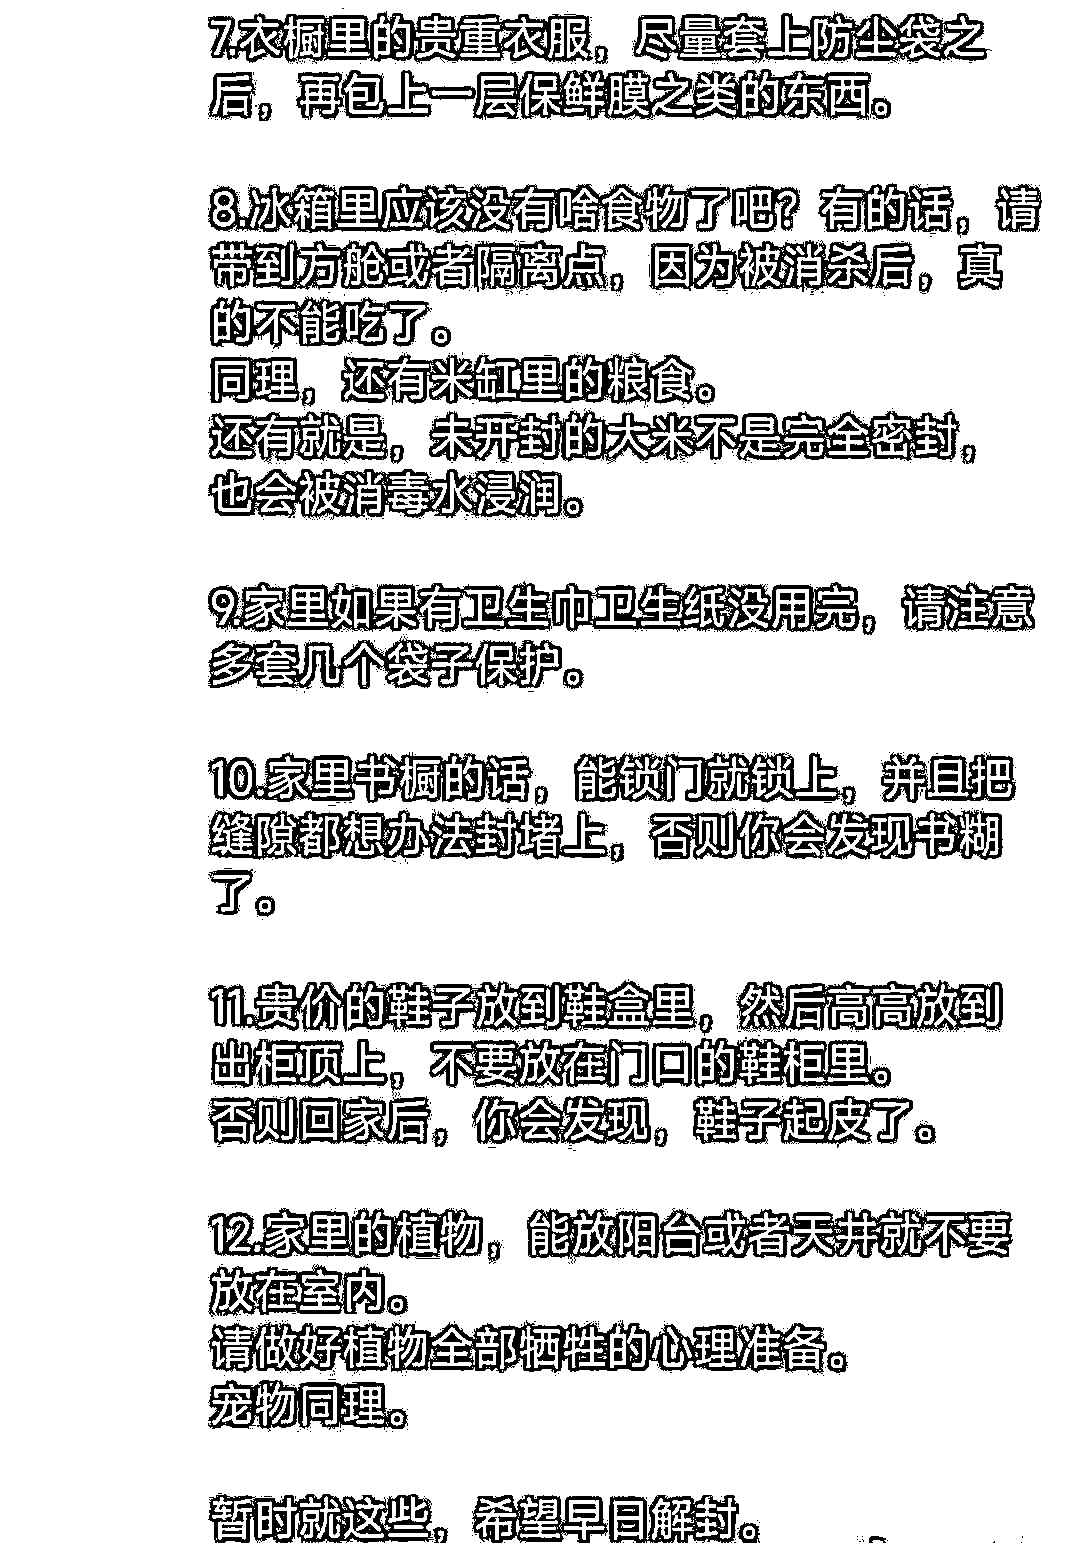 7.衣橱里的贵重衣服，尽量套上防尘袋之
后，再包上一层保鲜膜之类的东西。
8.冰箱里应该没有啥食物了吧？有的话，请
带到方舱或者隔离点，因为被消杀后，真
的不能吃了。
同理，还有米缸里的粮食。
还有就是，未开封的大米不是完全密封，
也会被消毒水浸润。
9.家里如果有卫生巾卫生纸没用完，请注意
多套几个袋子保护。
10.家里书橱的话，能锁门就锁上，并且把
缝隙都想办法封堵上，否则你会发现书糊
了。
11.贵价的鞋子放到鞋盒里，然后高高放到
出柜顶上，不要放在门口的鞋柜里。
否则回家后，你会发现，鞋子起皮了。
12.家里的植物，能放阳台或者天井就不要
放在室内。
请做好植物全部牺牲的心理准备。
宠物同理。
暂时就这些，希望早日解封。